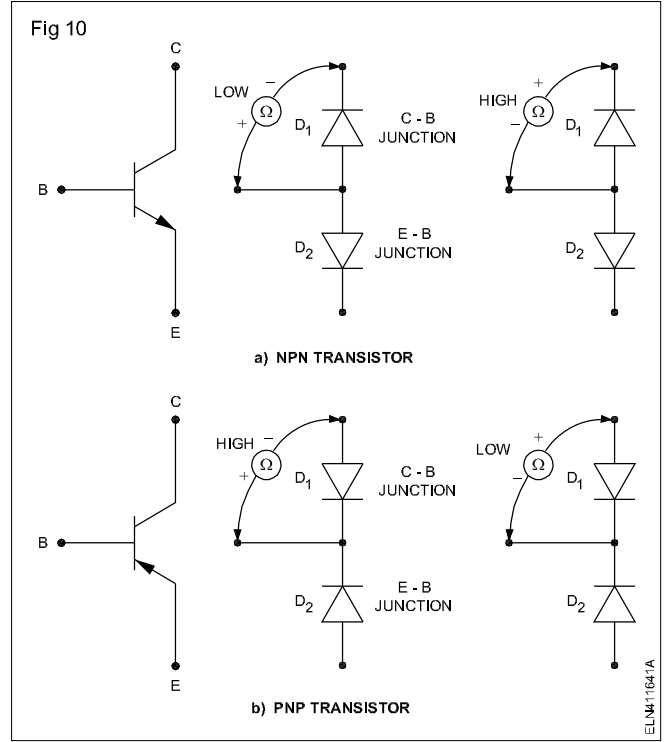 Fig 10
C
B
E
LOW
–
+
Ω
D1
C - B
JUNCTION
D2
E - B
JUNCTION
HIGH
+
–
Ω
D1
D2
a) NPN TRANSISTOR
C
B
E
HIGH
–
+
Ω
D1
C - B
JUNCTION
D2
E - B
JUNCTION
LOW
+
–
Ω
D1
D2
b) PNP TRANSISTOR
ELN411641A